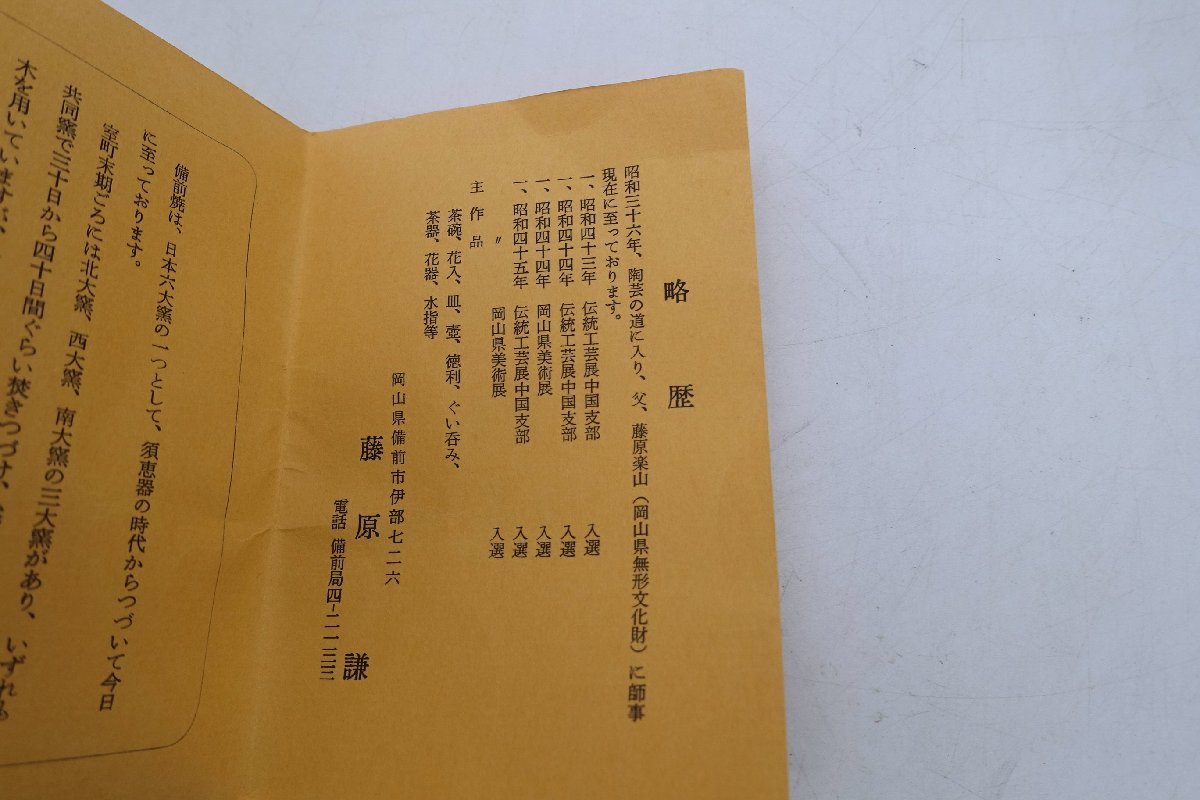 略歴
昭和三十六年、陶芸の道に入り、父、藤原楽山(岡山県無形文化財)に師事
現在に至っております。
一、昭和四十三年 伝統工芸展中国支部 入選
一、昭和四十四年 伝統工芸展中国支部 入選
一、昭和四十四年 岡山県美術展 入選
一、昭和四十五年 伝統工芸展中国支部 入選
〃 岡山県美術展 入選
主作品
茶碗、花入、皿、壺、徳利、ぐい呑み、
茶器、花器、水指等
岡山県備前市伊部七二六
藤原謙
電話 備前局四-二一三三
備前焼は、日本六大窯の一つとして、須恵器の時代からつづいて今日
に至っております。
室町末期ごろには北大窯、西大窯、南大窯の三大窯があり、いずれも
共同窯で三十日から四十日間ぐらい焚きつづけ、
木を用いていますが、